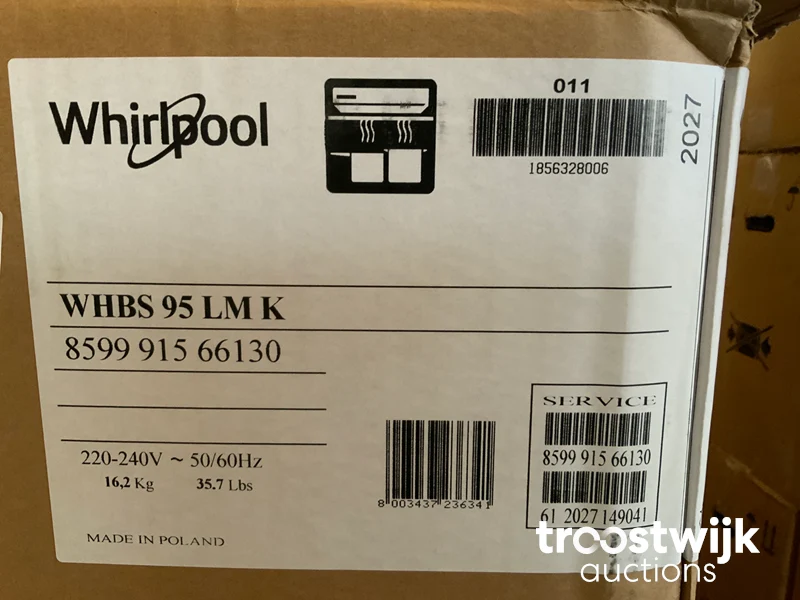 Whirlpool
011
1856328006
2027
WHBS 95 LM K
8599 915 66130
220-240V ~ 50/60Hz
16,2 Kg 35.7 Lbs
MADE IN POLAND
8 003437 236341
SERVICE
8599 915 66130
61 2027 149041
troostwijk
auctions